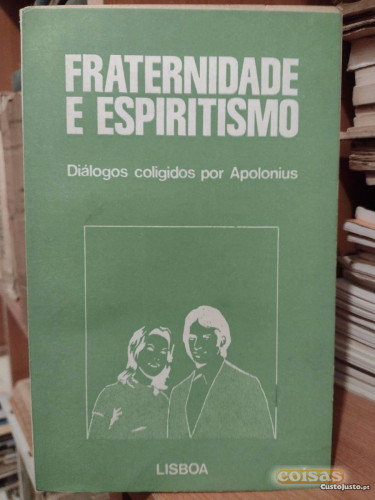 FRATERNIDADE
E ESPIRITISMO
Diálogos coligidos por Apolonius
LISBOA
coisas
CustoJusto.pt